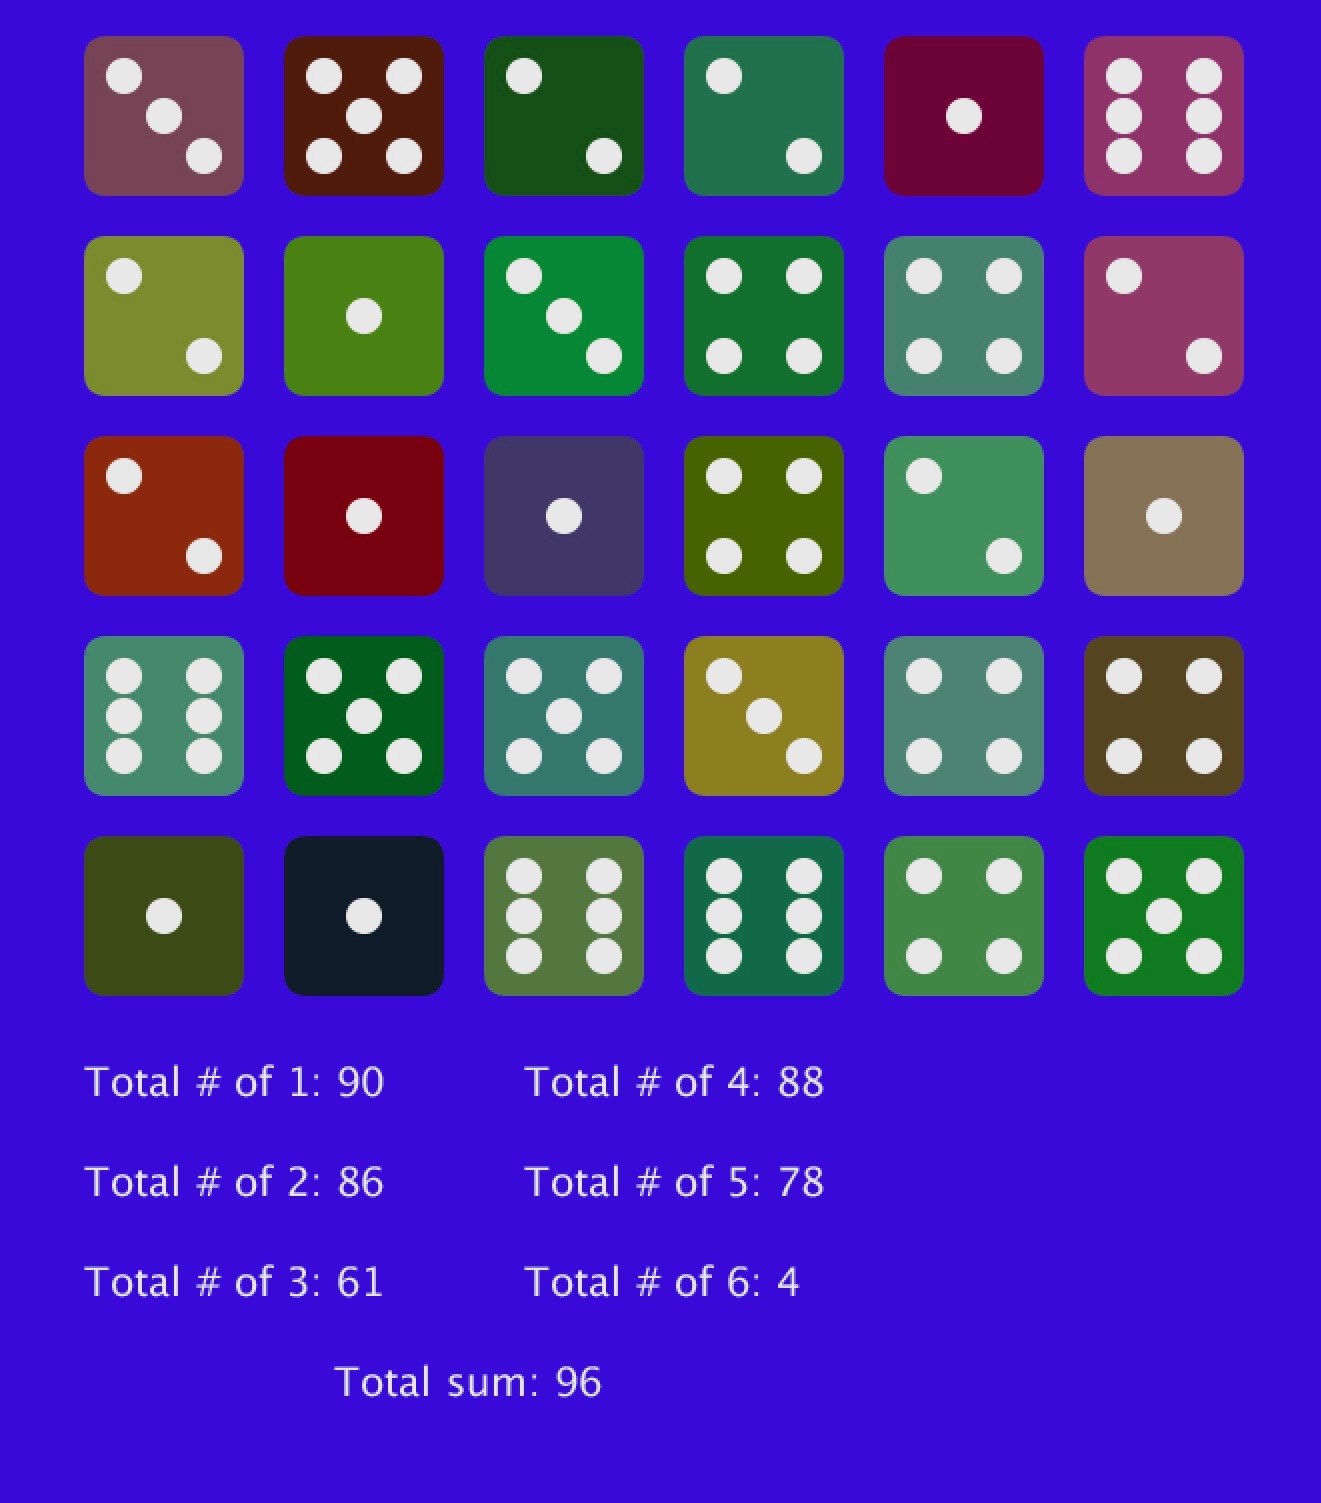 Total # of 1: 90 Total # of 4: 88
Total # of 2: 86 Total # of 5: 78
Total # of 3: 61 Total # of 6: 4
Total sum: 96